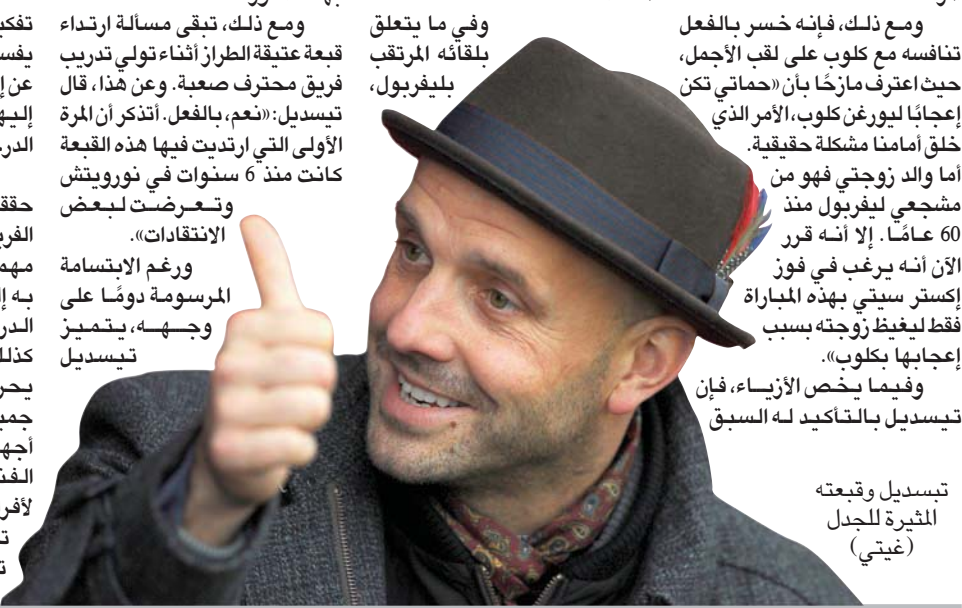 ومع ذلك، فإنه خسر بالفعل
تنافسه مع كلوب على لقب الأجمل،
حيث اعترف مازحًا بأن «حماتي تكن
إعجابًا ليورغن كلوب، الأمر الذي
خلق أمامنا مشكلة حقيقية.
أما والد زوجتي فهو من
مشجعي ليفربول منذ
60 عامًا. إلا أنه قرر
الآن أنه يرغب في فوز
إكستر سيتي بهذه المباراة
فقط ليغيظ زوجته بسبب
إعجابها بكلوب».
وفيما يخص الأزياء، فإن
تيسديل بالتأكيد له السبق
تبسديل وقبعته
المثيرة للجدل
(غيتي)
وفي ما يتعلق
بلقائه المرتقب
بليفربول،
ومع ذلك، تبقى مسألة ارتداء
قبعة عتيقة الطراز أثناء تولي تدريب
فريق محترف صعبة. وعن هذا، قال
تيسديل: «نعم، بالفعل. أتذكر أن المرة
الأولى التي ارتديت فيها هذه القبعة
كانت منذ 6 سنوات في نورويتش
وتعرضت لبعض
الانتقادات».
ورغم الابتسامة
المرسومة دومًا على
وجهه، يتميز
تيسديل